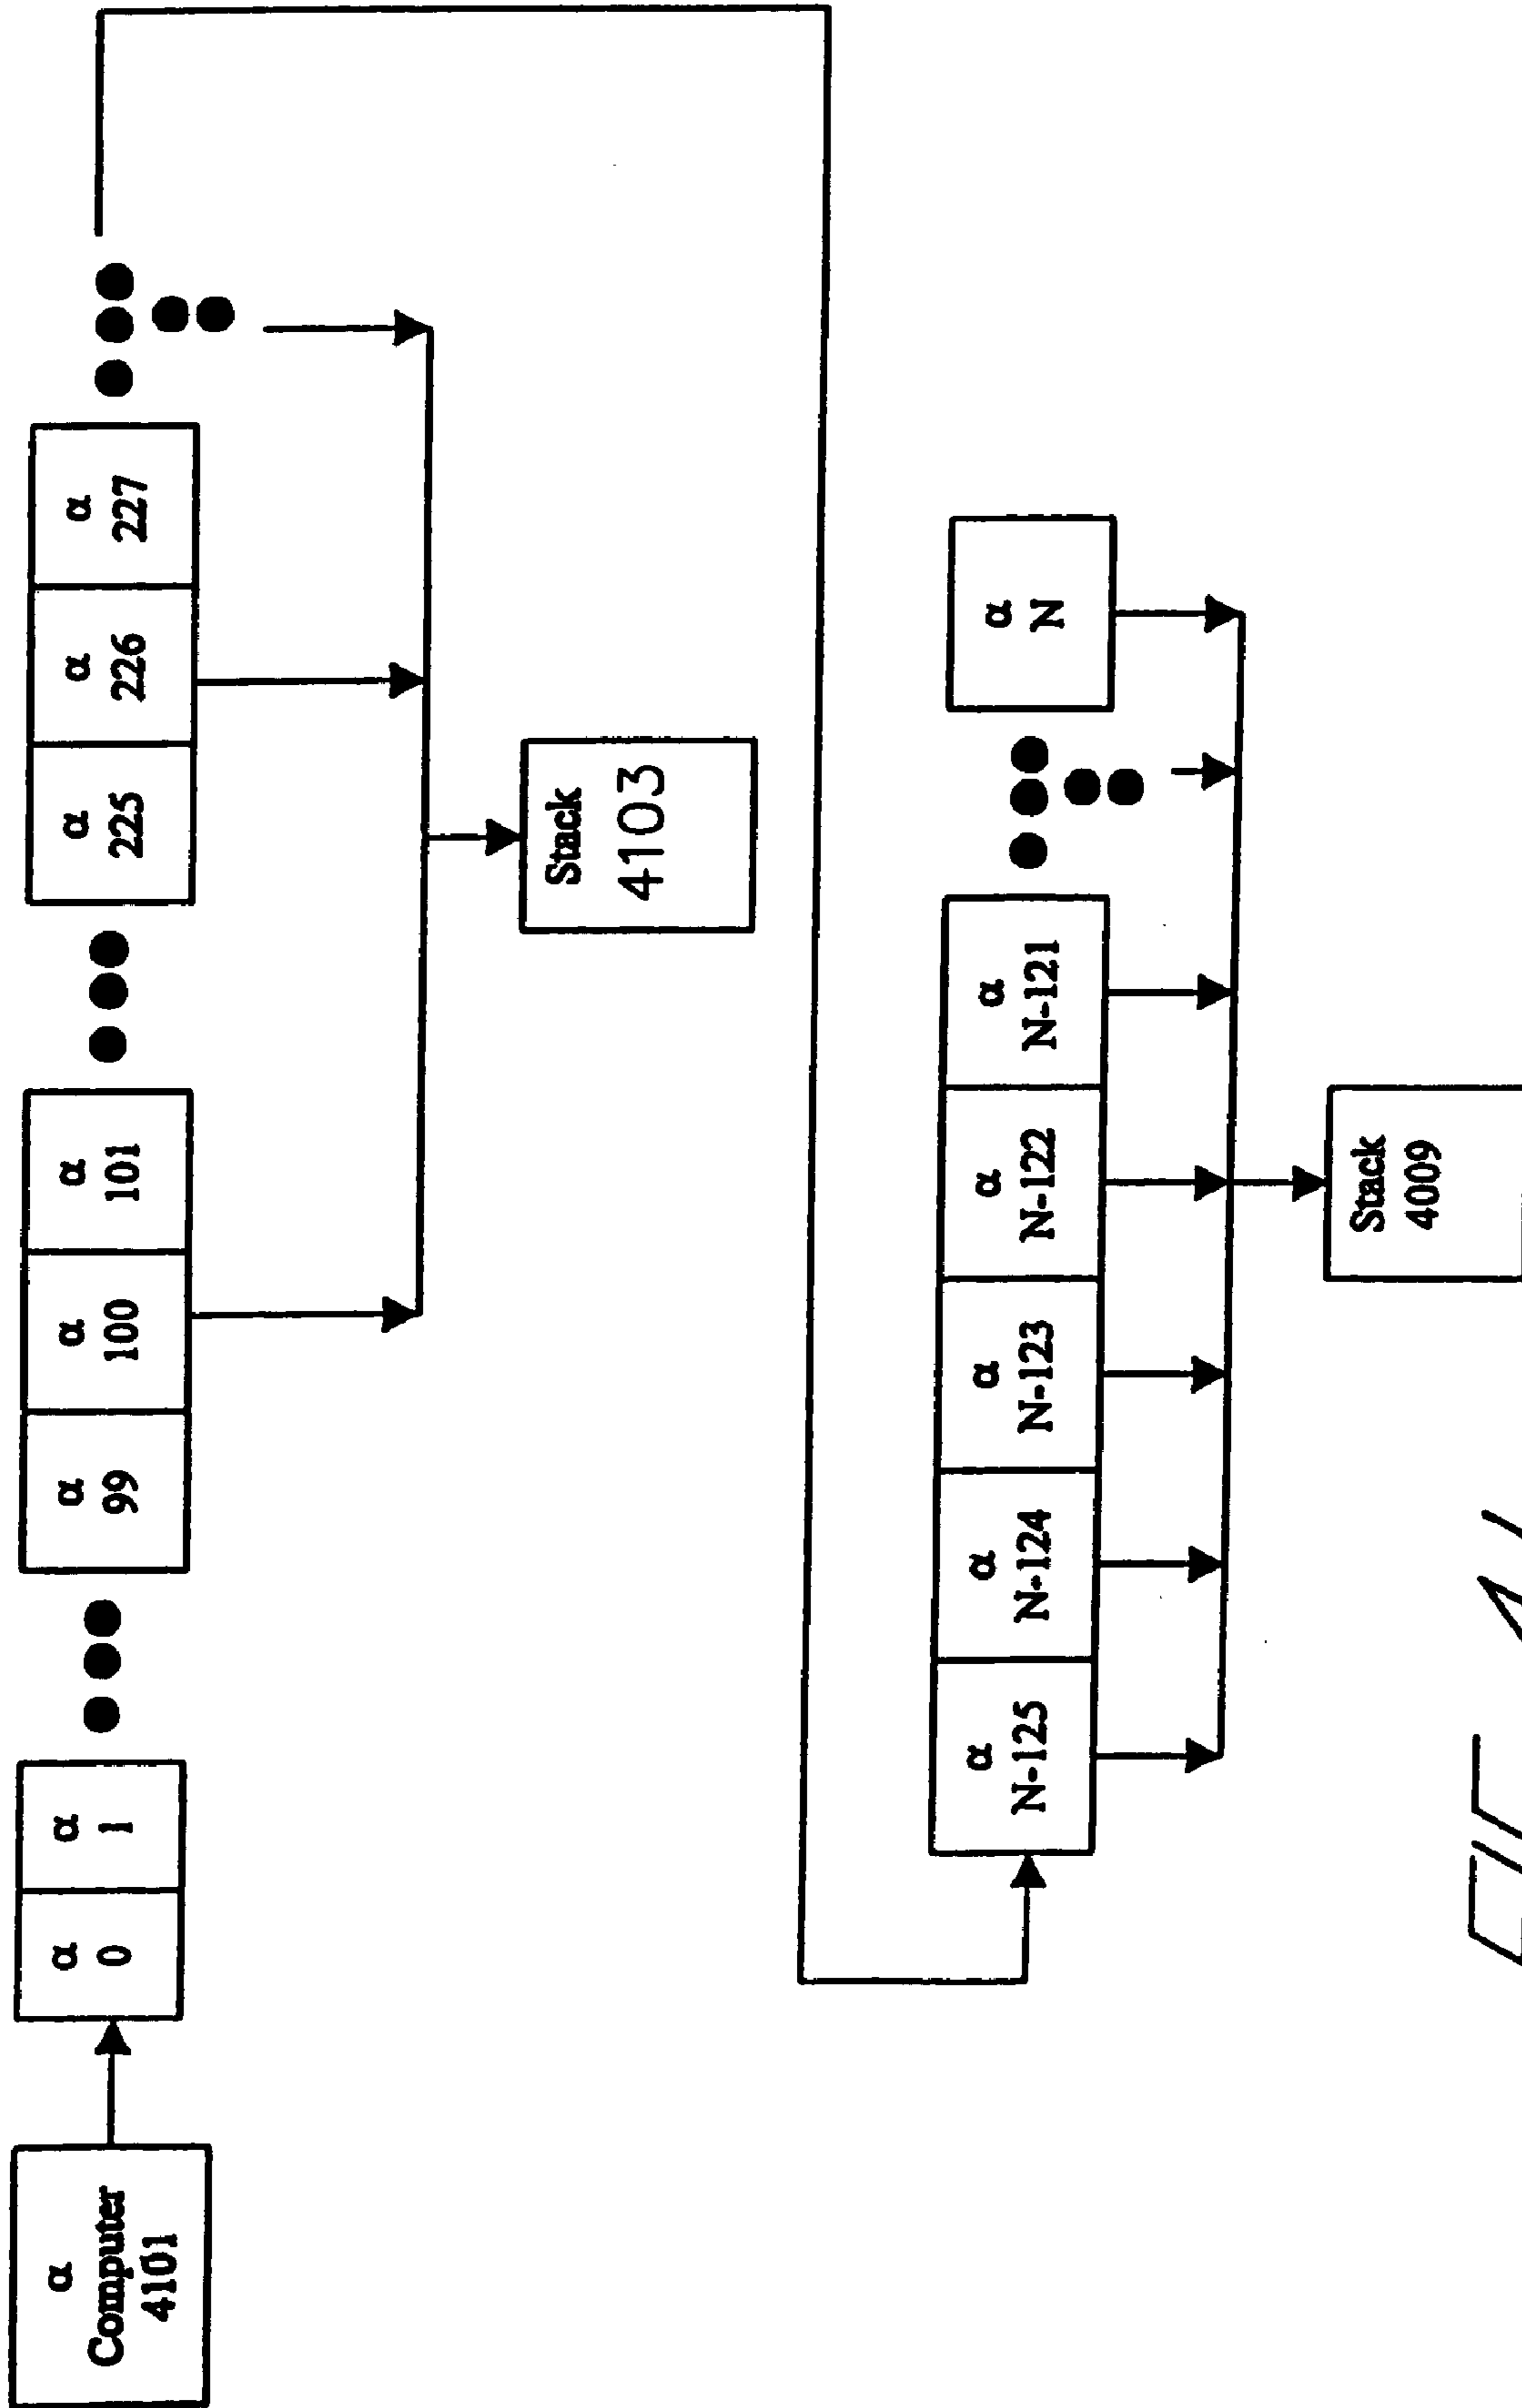 α
Computer
4101
α
0
α
1
α
99
α
100
α
101
α
225
α
226
α
227
Stack
4103
α
N-125
α
N-124
α
N-123
α
N-122
α
N-121
α
N
Stack
4009